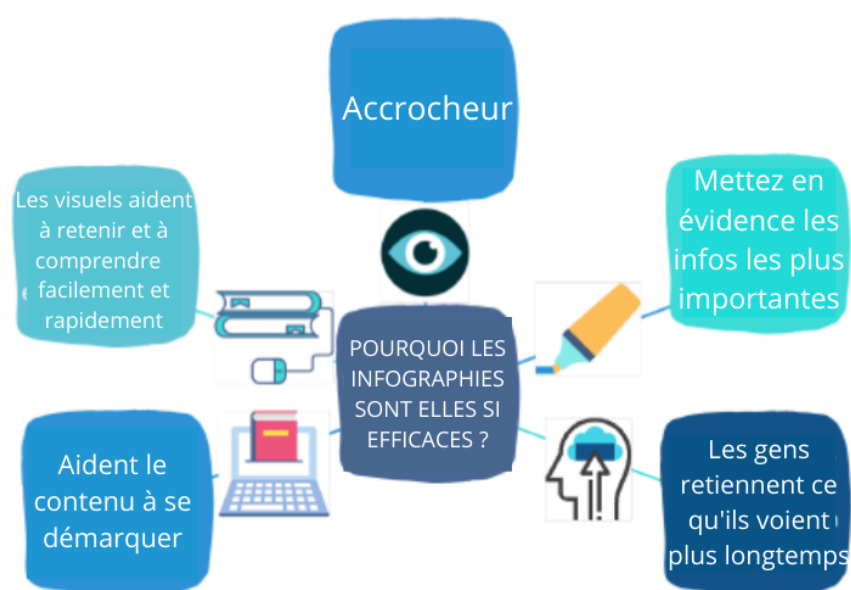 Accrocheur
Les visuels aident
à retenir et à
comprendre
facilement et
rapidement
Mettez en
évidence les
infos les plus
importantes
POURQUOI LES
INFOGRAPHIES
SONT ELLES SI
EFFICACES ?
Aident le
contenu à se
démarquer
Les gens
retiennent ce
qu'ils voient
plus longtemps